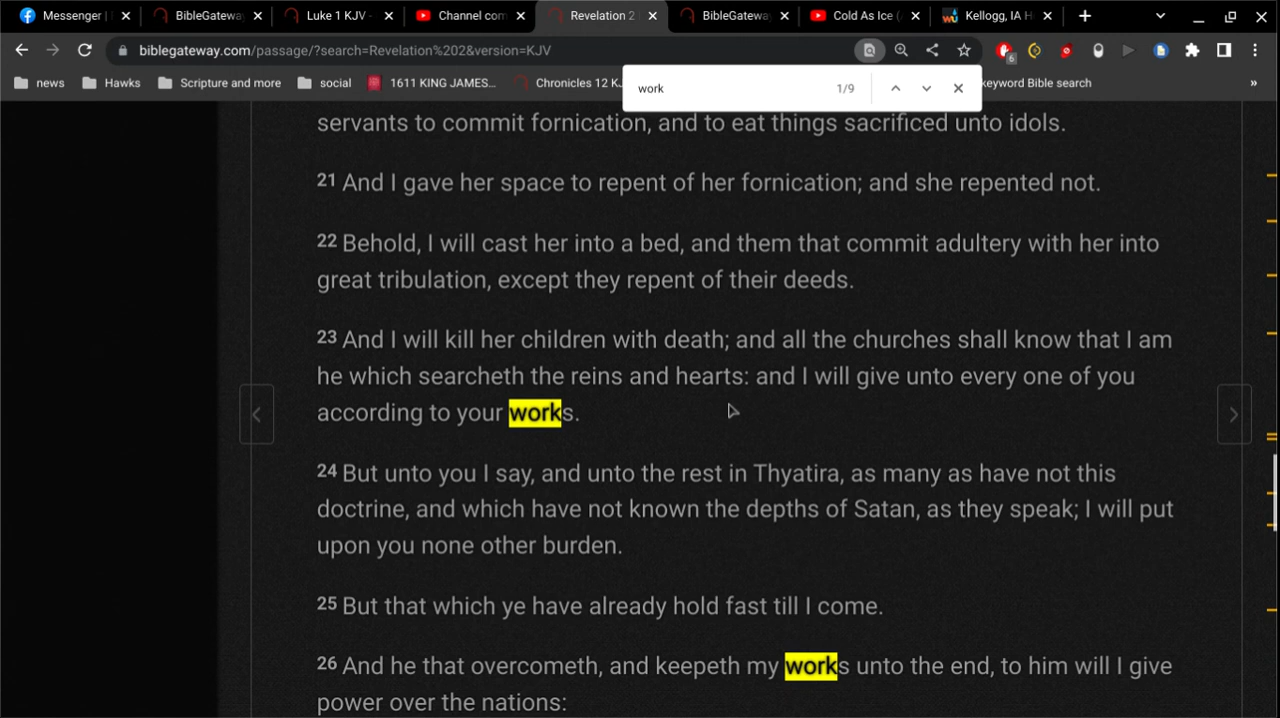 Messenger |
BibleGateway
Luke 1 KJV -
Channel com
Revelation 2
BibleGateway
Cold As Ice (
Kellogg, IA H
biblegateway.com/passage/?search=Revelation%202&version=KJV
6
news
Hawks
Scripture and more
social
1611 KING JAMES...
Chronicles 12 K
keyword Bible search
»
work
1/9
servants to commit fornication, and to eat things sacrificed unto idols.
21 And I gave her space to repent of her fornication; and she repented not.
22 Behold, I will cast her into a bed, and them that commit adultery with her into
great tribulation, except they repent of their deeds.
23 And I will kill her children with death; and all the churches shall know that I am
he which searcheth the reins and hearts: and I will give unto every one of you
according to your works.
24 But unto you I say, and unto the rest in Thyatira, as many as have not this
doctrine, and which have not known the depths of Satan, as they speak; I will put
upon you none other burden.
25 But that which ye have already hold fast till I come.
26 And he that overcometh, and keepeth my works unto the end, to him will I give
power over the nations: